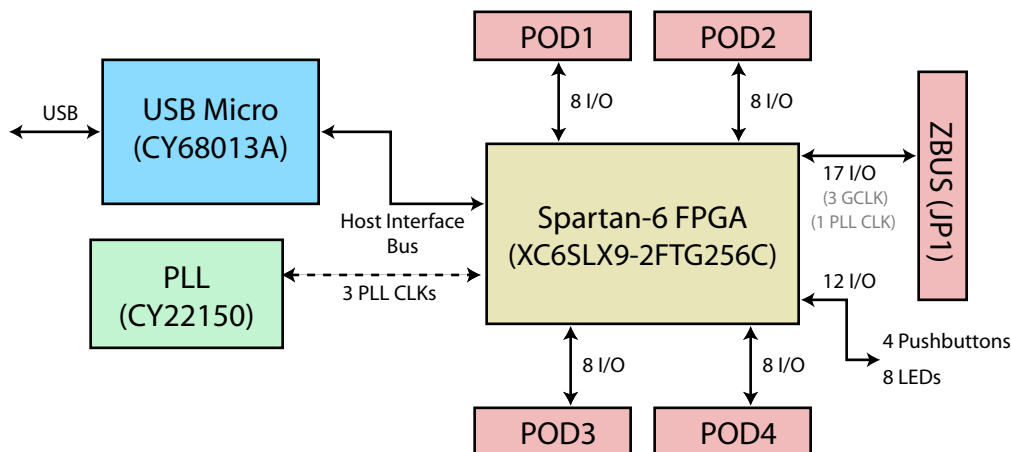 POD1
POD2
8 I/O
8 I/O
USB
USB Micro
(CY68013A)
ZBUS (JP1)
17 I/O
(3 GCLK)
(1 PLL CLK)
Host Interface
Bus
Spartan-6 FPGA
(XC6SLX9-2FTG256C)
PLL
(CY22150)
3 PLL CLKs
12 I/O
4 Pushbuttons
8 LEDs
8 I/O
8 I/O
POD3
POD4